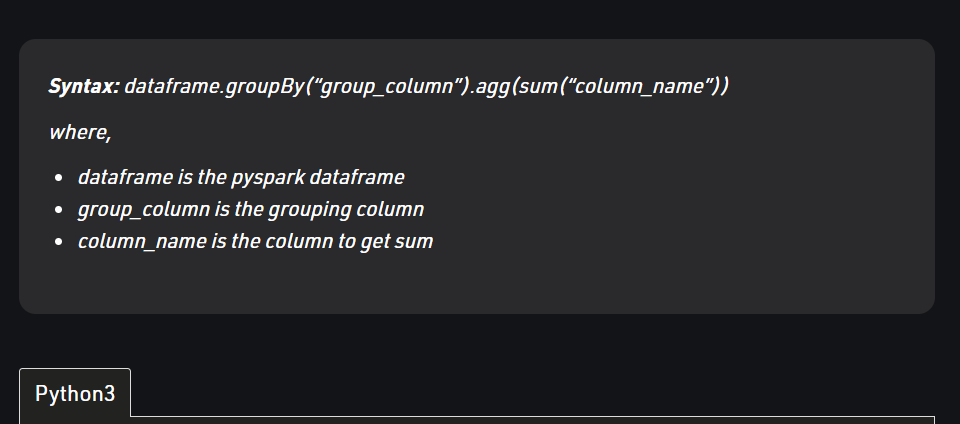 Syntax: dataframe.groupBy(“group_column”).agg(sum(“column_name”))
where,
• dataframe is the pyspark dataframe
• group_column is the grouping column
• column_name is the column to get sum
Python3